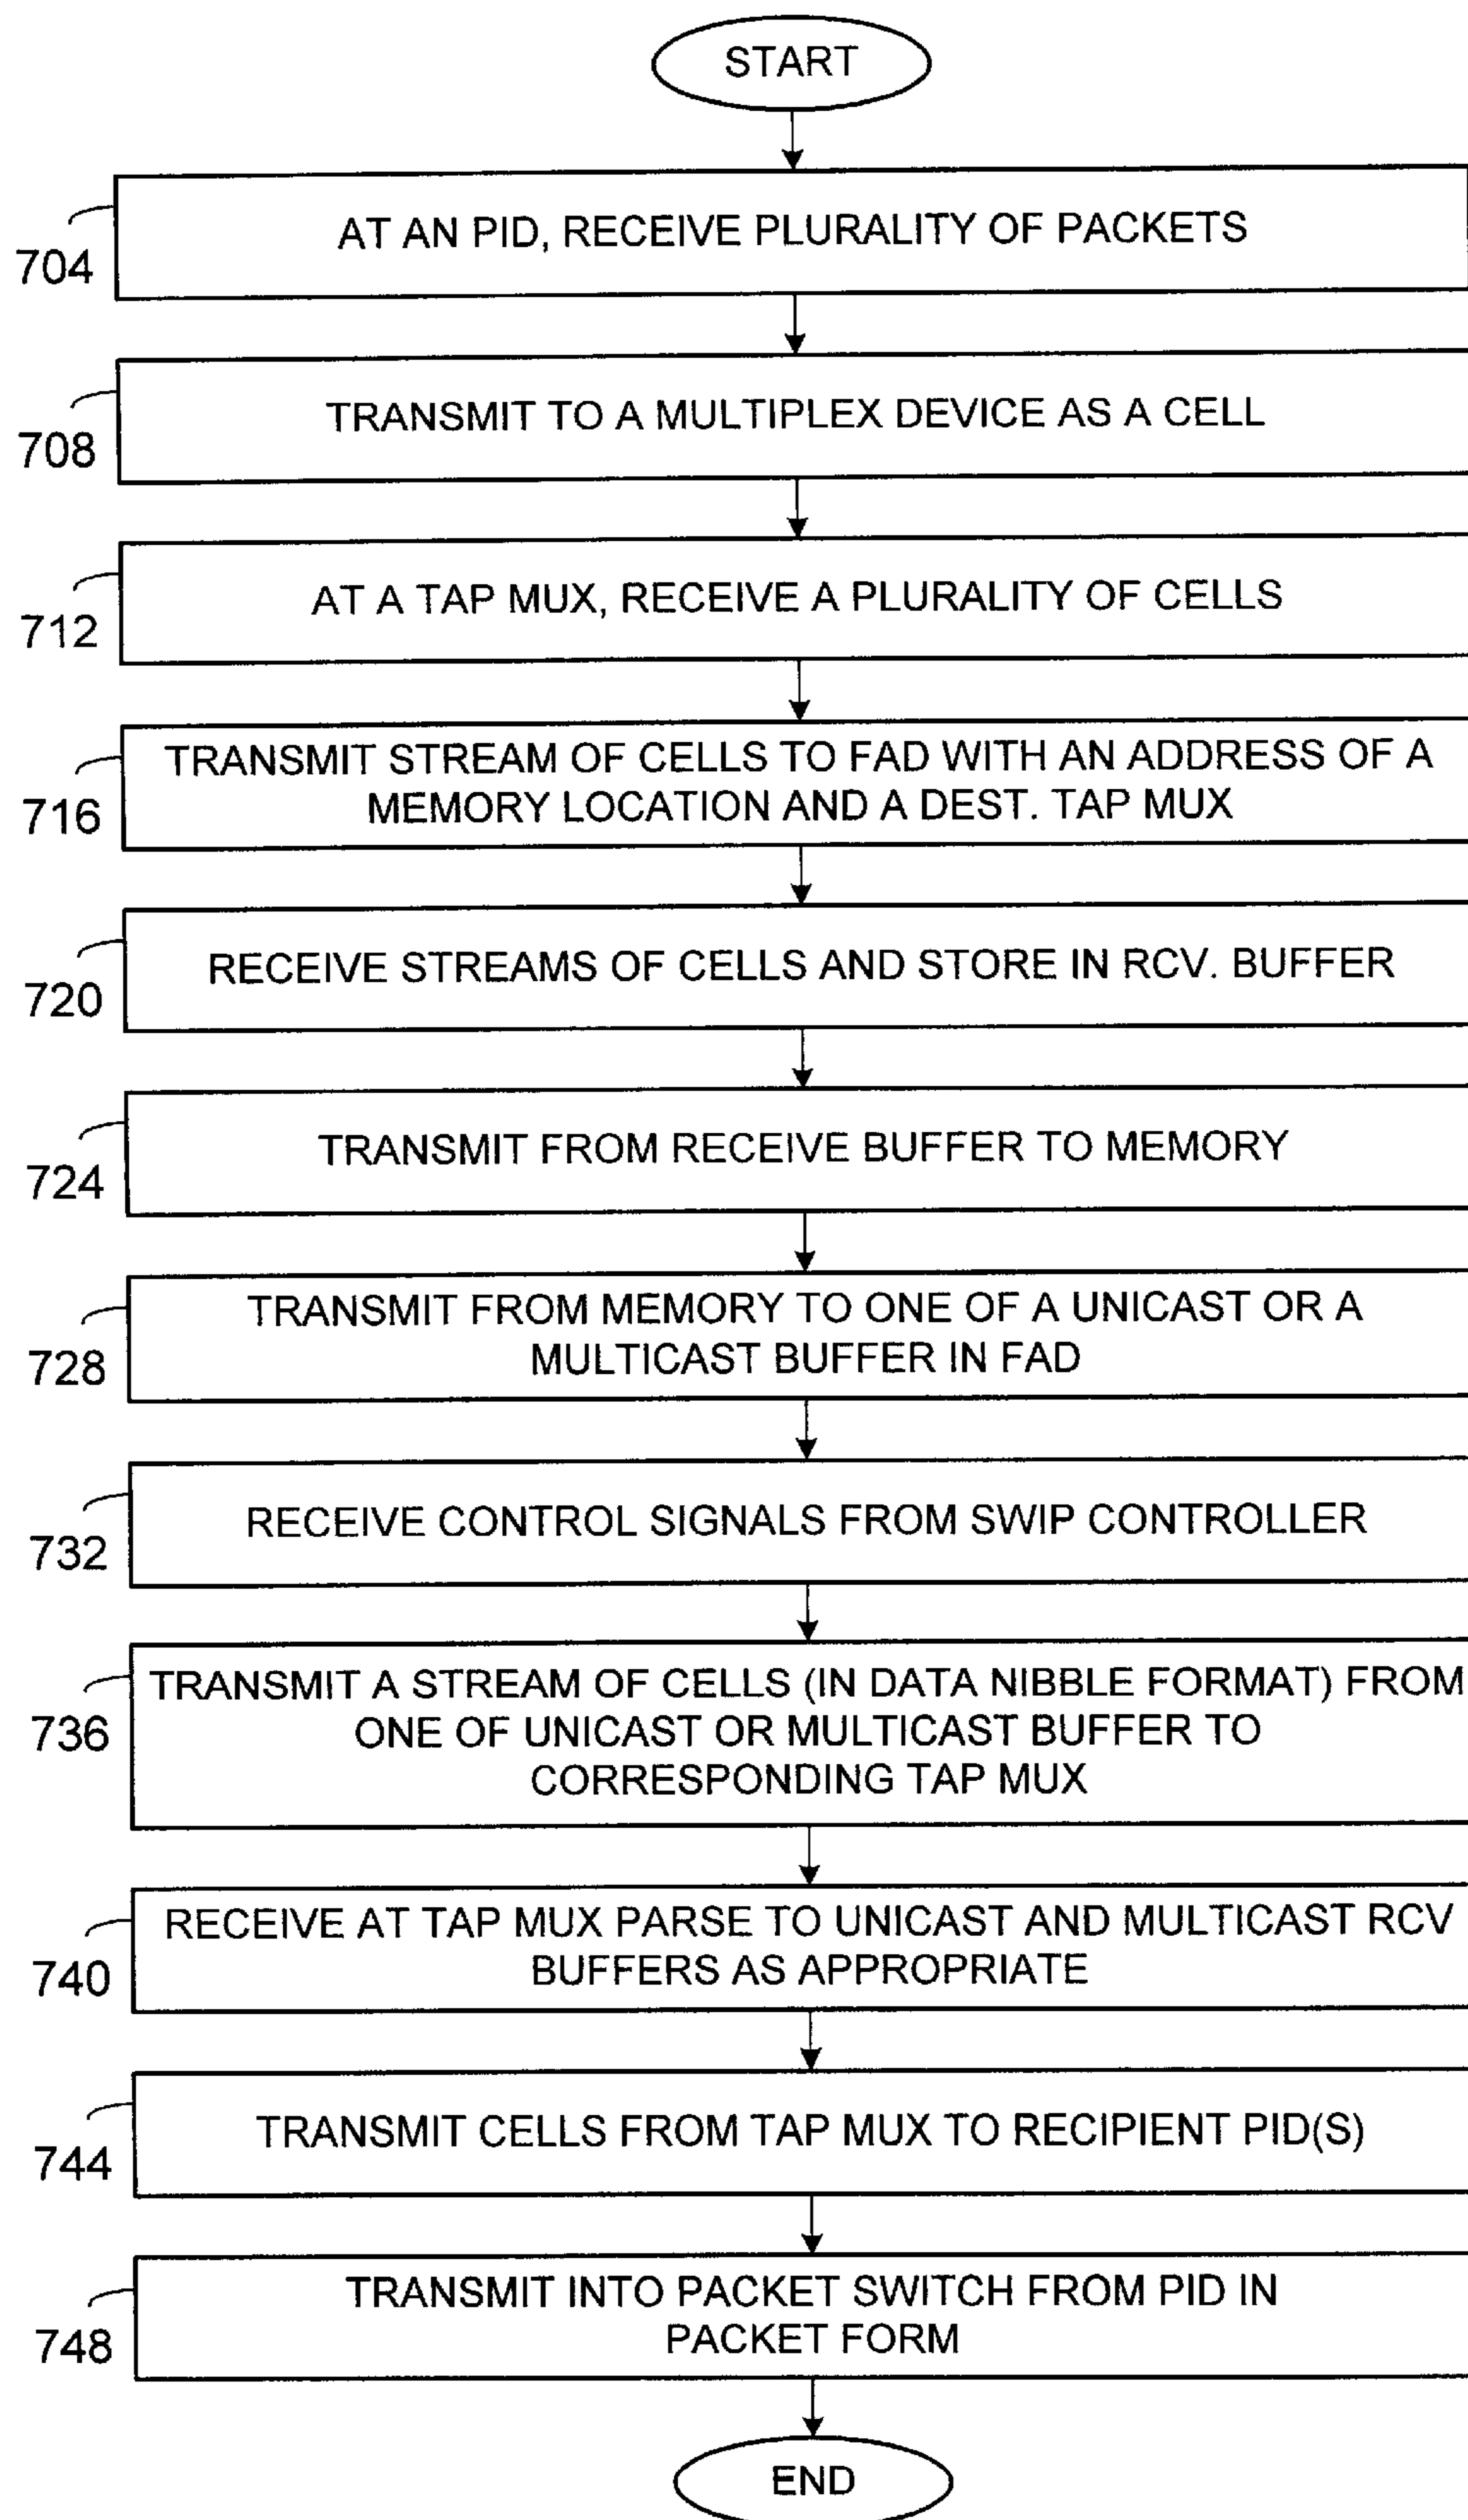 START
AT AN PID, RECEIVE PLURALITY OF PACKETS
704
TRANSMIT TO A MULTIPLEX DEVICE AS A CELL
708
AT A TAP MUX, RECEIVE A PLURALITY OF CELLS
712
TRANSMIT STREAM OF CELLS TO FAD WITH AN ADDRESS OF A
MEMORY LOCATION AND A DEST. TAP MUX
716
RECEIVE STREAMS OF CELLS AND STORE IN RCV. BUFFER
720
TRANSMIT FROM RECEIVE BUFFER TO MEMORY
724
TRANSMIT FROM MEMORY TO ONE OF A UNICAST OR A
MULTICAST BUFFER IN FAD
728
RECEIVE CONTROL SIGNALS FROM SWIP CONTROLLER
732
TRANSMIT A STREAM OF CELLS (IN DATA NIBBLE FORMAT) FROM
ONE OF UNICAST OR MULTICAST BUFFER TO
CORRESPONDING TAP MUX
736
RECEIVE AT TAP MUX PARSE TO UNICAST AND MULTICAST RCV
BUFFERS AS APPROPRIATE
740
TRANSMIT CELLS FROM TAP MUX TO RECIPIENT PID(S)
744
TRANSMIT INTO PACKET SWITCH FROM PID IN
PACKET FORM
748
END